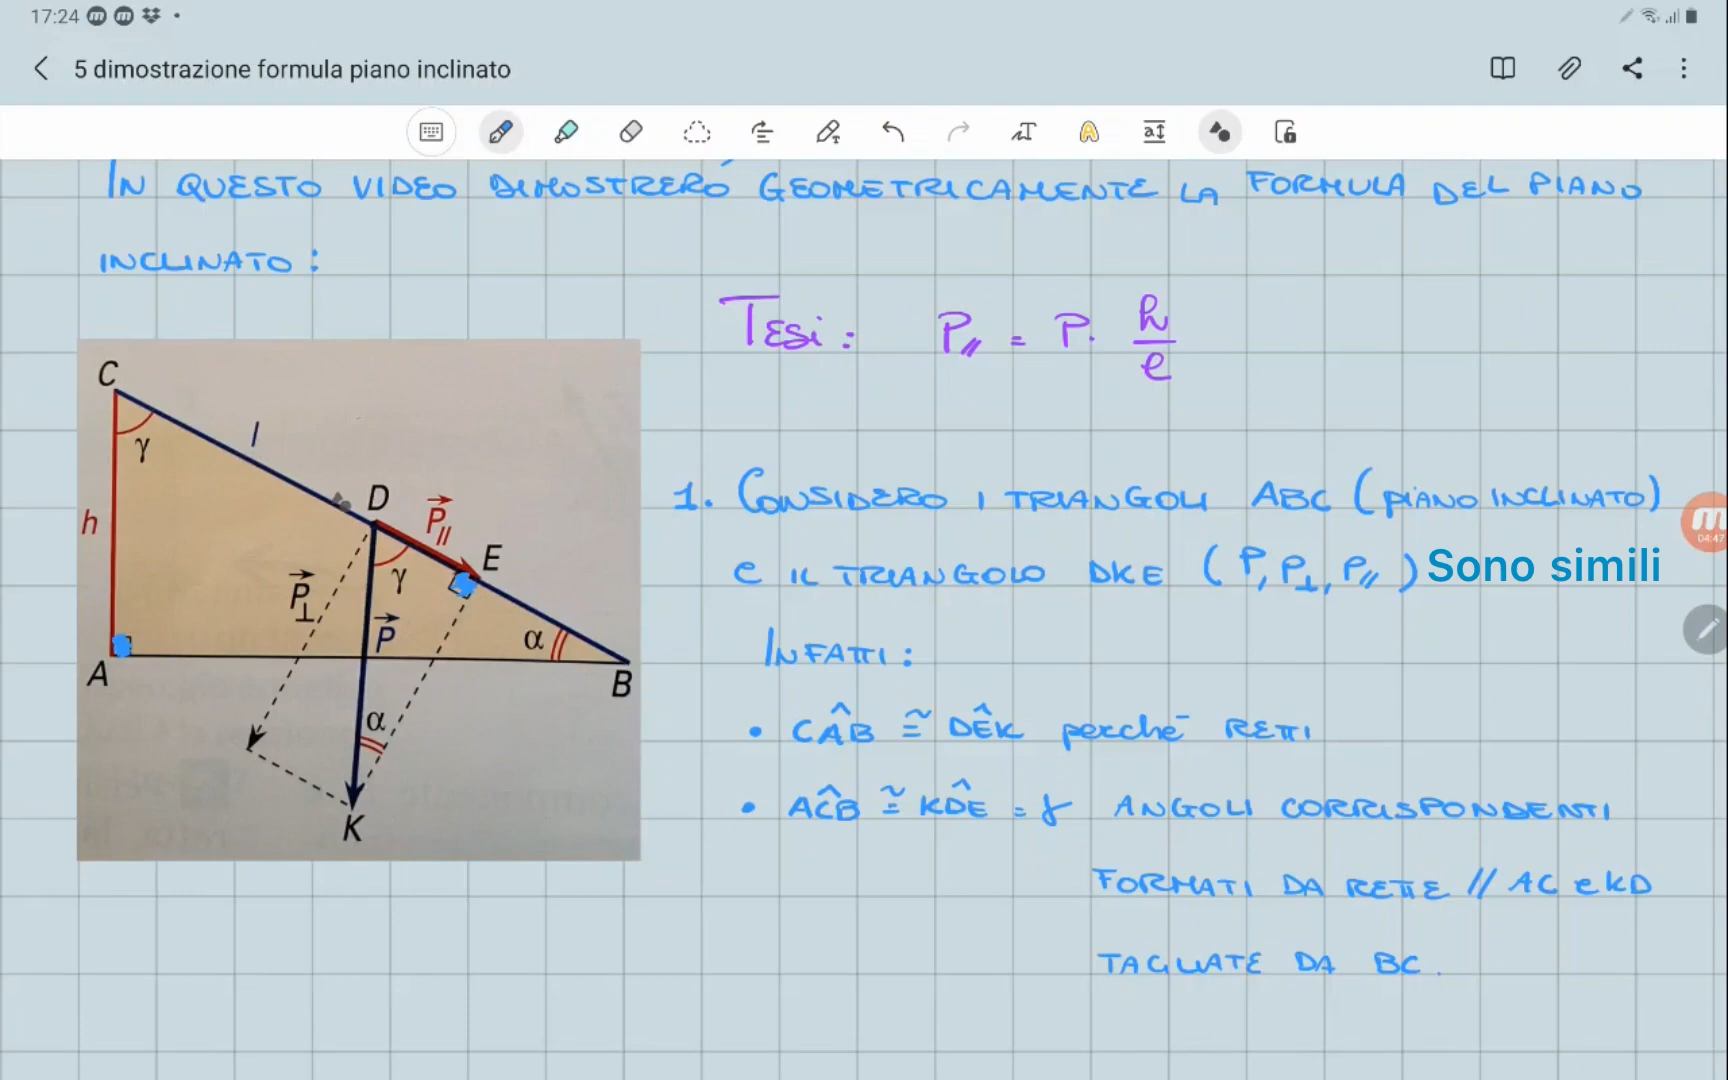 17:24
5 dimostrazione formula piano inclinato
IN QUESTO VIDEO DIMOSTRERÒ GEOMETRICAMENTE LA FORMULA DEL PIANO
INCLINATO :
TESI : P// = P · h/l
C
γ
l
h
D
P//
E
γ
P⊥
P
α
A
B
α
K
1. CONSIDERO I TRIANGOLI ABC (PIANO INCLINATO)
E IL TRIANGOLO DKE (P, P⊥, P//) Sono simili
INFATTI :
• CÂB ≅ DÊK perché RETTI
• AĈB ≅ KD̂E = γ ANGOLI CORRISPONDENTI
FORMATI DA RETTE // AC e KD
TAGLIATE DA BC.
04:47